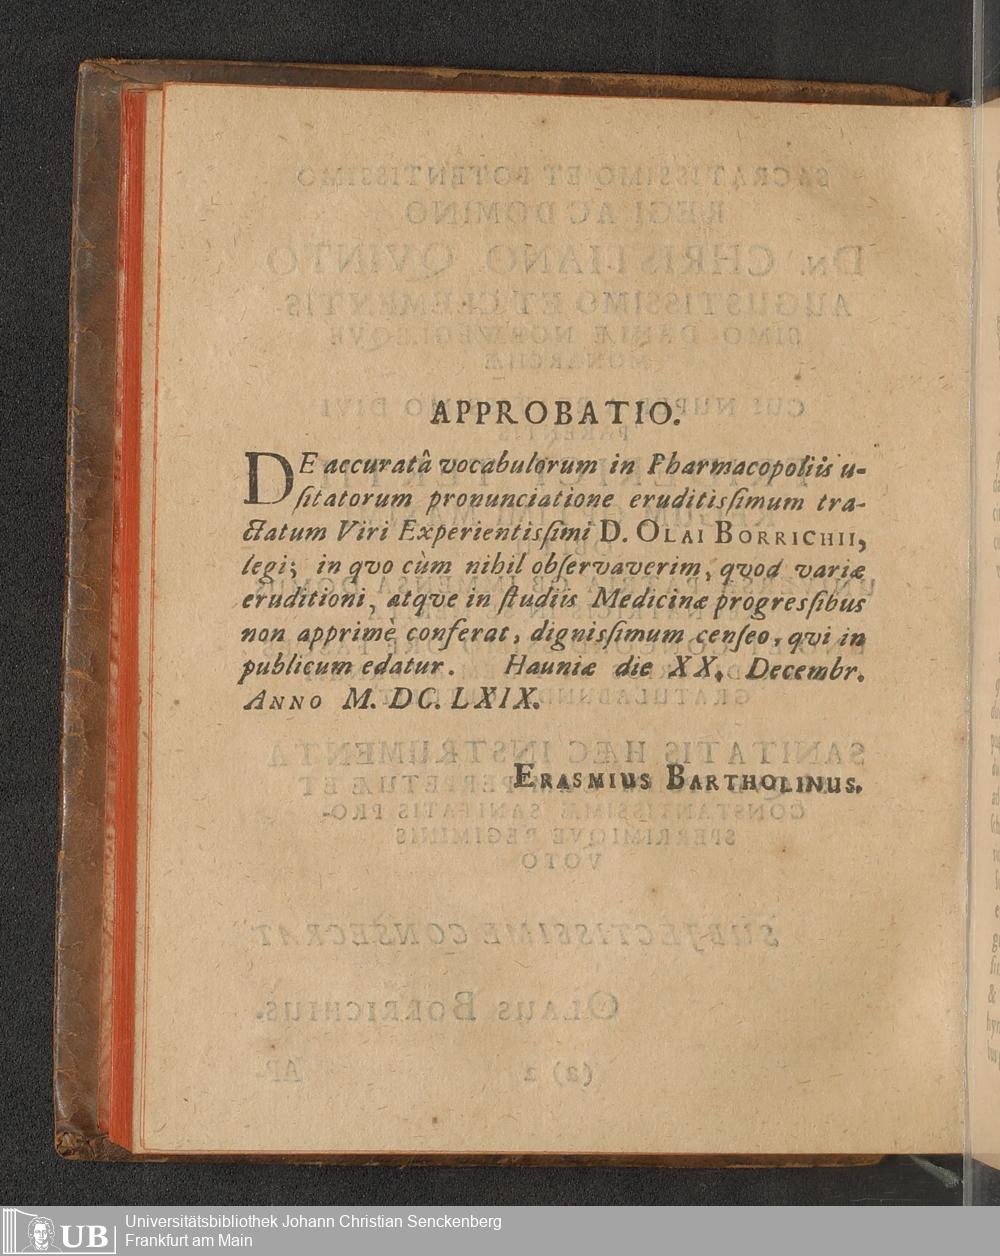 APPROBATIO.
DE accuratâ vocabulorum in Pharmacopoliis u-
ſitatorum pronunciatione eruditisſimum tra-
ctatum Viri Experientisſimi D. OLAI BORRICHII,
legi; in qvo cùm nihil obſervaverim, qvod variæ
eruditioni, atqve in ſtudiis Medicinæ progresſibus
non apprimè conferat, dignisſimum cenſeo, qvi in
publicum edatur. Hauniæ die XX. Decembr.
ANNO M. DC. LXIX.
ERASMIUS BARTHOLINUS.
UB
Universitätsbibliothek Johann Christian Senckenberg
Frankfurt am Main